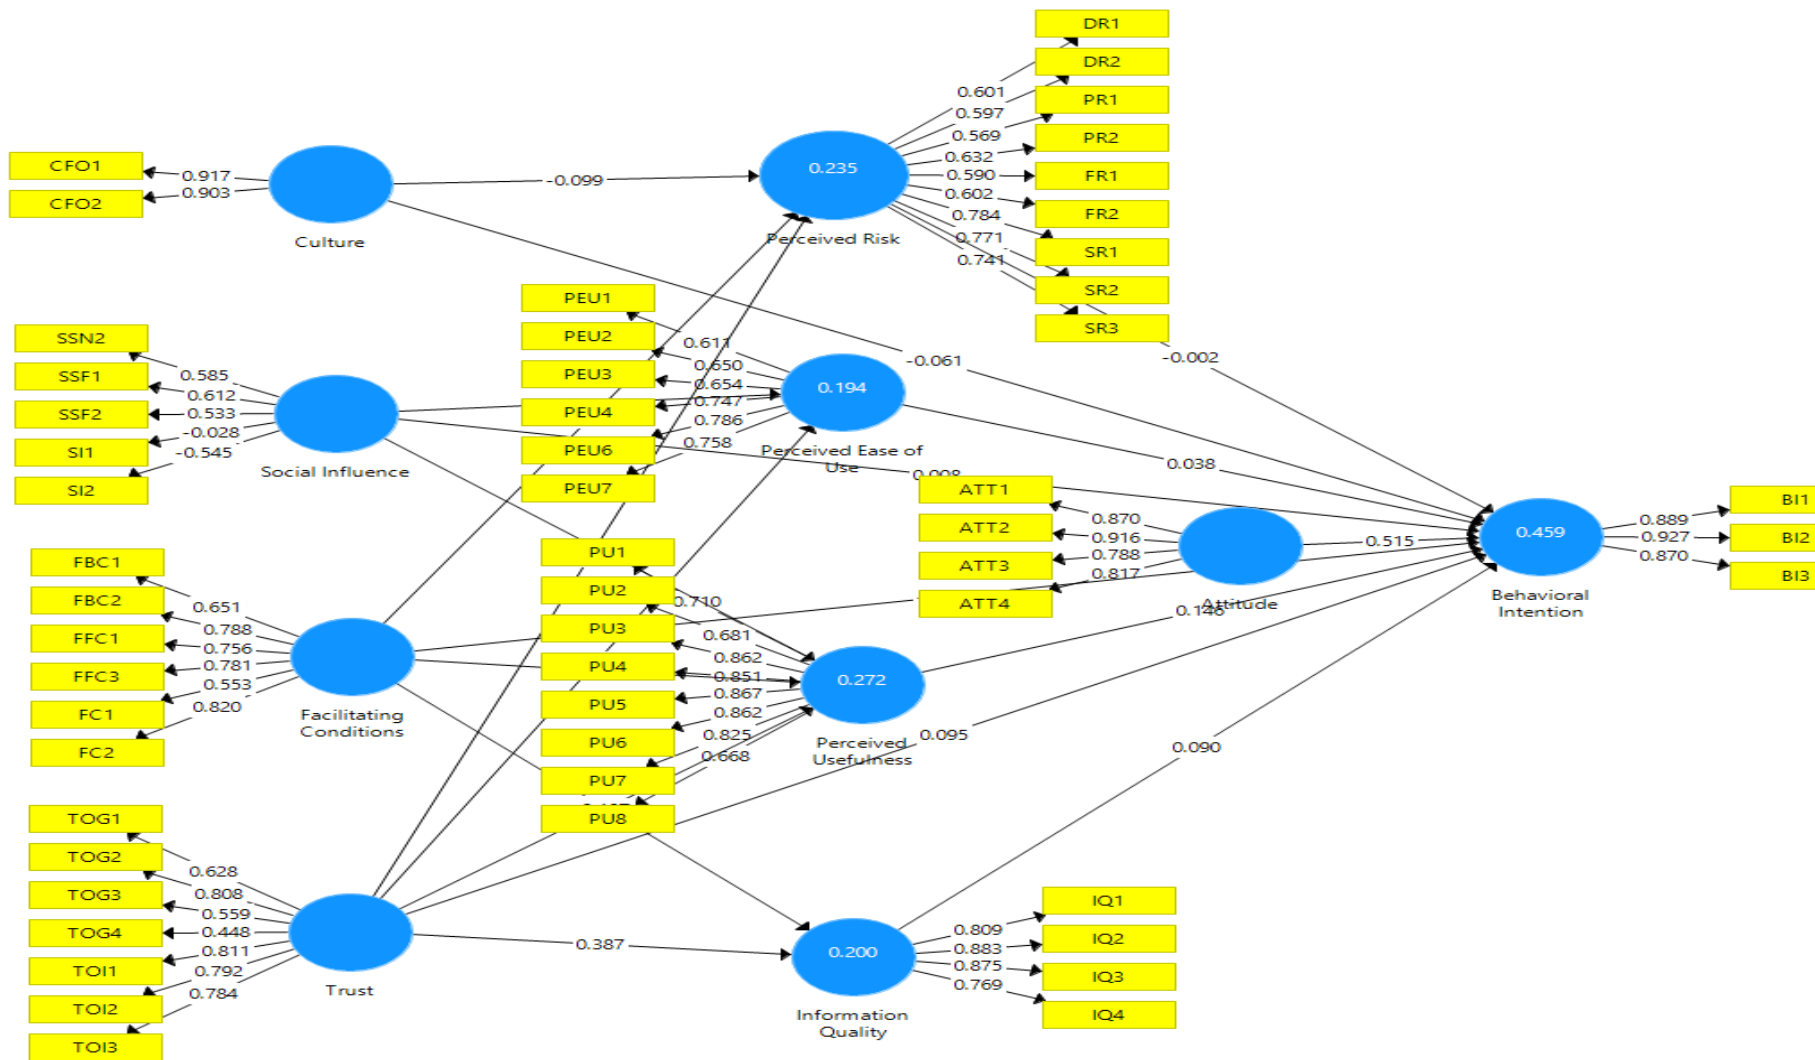 CFO1
CFO2
0.917
0.903
Culture
-0.099
-0.061
SSN2
SSF1
SSF2
SI1
SI2
0.585
0.612
0.533
-0.028
-0.545
Social Influence
FBC1
FBC2
FFC1
FFC3
FC1
FC2
0.651
0.788
0.756
0.781
0.553
0.820
Facilitating
Conditions
TOG1
TOG2
TOG3
TOG4
TOI1
TOI2
TOI3
0.628
0.808
0.559
0.448
0.811
0.792
0.784
Trust
0.387
0.095
0.235
Perceived Risk
0.601
0.597
0.569
0.632
0.590
0.602
0.784
0.771
0.741
DR1
DR2
PR1
PR2
FR1
FR2
SR1
SR2
SR3
-0.002
PEU1
PEU2
PEU3
PEU4
PEU6
PEU7
0.611
0.650
0.654
0.747
0.786
0.758
0.194
Perceived Ease of
Use
0.038
PU1
PU2
PU3
PU4
PU5
PU6
PU7
PU8
0.710
0.681
0.862
0.851
0.867
0.862
0.825
0.668
0.272
Perceived
Usefulness
0.146
0.200
Information
Quality
0.809
0.883
0.875
0.769
IQ1
IQ2
IQ3
IQ4
0.090
ATT1
ATT2
ATT3
ATT4
0.870
0.916
0.788
0.817
Attitude
0.515
0.459
Behavioral
Intention
0.889
0.927
0.870
BI1
BI2
BI3